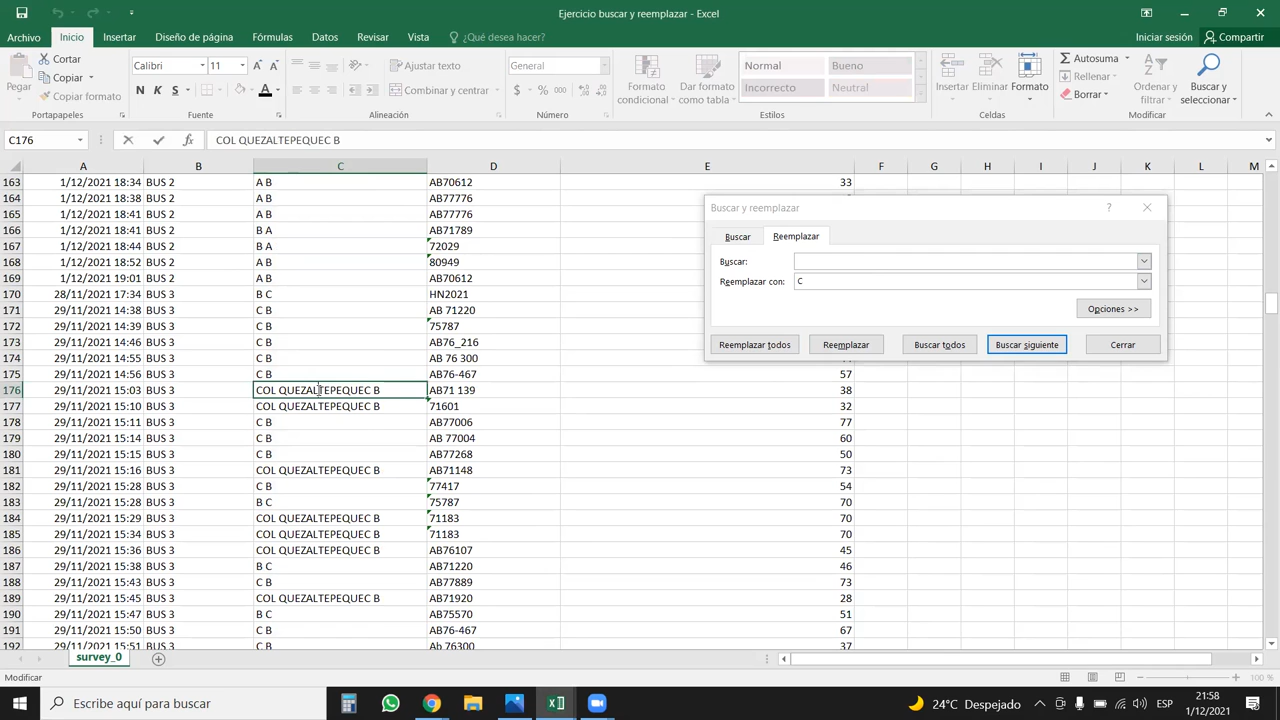 Ejercicio buscar y reemplazar - Excel
Archivo Inicio Insertar Diseño de página Fórmulas Datos Revisar Vista ¿Qué desea hacer? Iniciar sesión Compartir
Pegar
Cortar
Copiar
Copiar formato
Calibri 11
N K S
Ajustar texto
Combinar y centrar
General
$ % 000
Formato condicional
Dar formato como tabla
Normal Bueno
Incorrecto Neutral
Insertar Eliminar Formato
Autosuma
Rellenar
Borrar
Ordenar y filtrar
Buscar y seleccionar
Portapapeles Fuente Alineación Número Estilos Celdas Modificar
C176 fx COL QUEZALTEPEQUEC B
A B C D E F G H I J K L M
163 1/12/2021 18:34 BUS 2 A B AB70612 33
164 1/12/2021 18:38 BUS 2 A B AB77776
165 1/12/2021 18:41 BUS 2 A B AB77776
166 1/12/2021 18:41 BUS 2 B A AB71789
167 1/12/2021 18:44 BUS 2 B A 72029
168 1/12/2021 18:52 BUS 2 A B 80949
169 1/12/2021 19:01 BUS 2 A B AB70612
170 28/11/2021 17:34 BUS 3 B C HN2021
171 29/11/2021 14:38 BUS 3 C B AB 71220
172 29/11/2021 14:39 BUS 3 C B 75787
173 29/11/2021 14:46 BUS 3 C B AB76_216
174 29/11/2021 14:55 BUS 3 C B AB 76 300
175 29/11/2021 14:56 BUS 3 C B AB76-467 57
176 29/11/2021 15:03 BUS 3 COL QUEZALTEPEQUEC B AB71 139 38
177 29/11/2021 15:10 BUS 3 COL QUEZALTEPEQUEC B 71601 32
178 29/11/2021 15:11 BUS 3 C B AB77006 77
179 29/11/2021 15:14 BUS 3 C B AB 77004 60
180 29/11/2021 15:15 BUS 3 C B AB77268 50
181 29/11/2021 15:16 BUS 3 COL QUEZALTEPEQUEC B AB71148 73
182 29/11/2021 15:28 BUS 3 C B 77417 54
183 29/11/2021 15:28 BUS 3 B C 75787 70
184 29/11/2021 15:29 BUS 3 COL QUEZALTEPEQUEC B 71183 70
185 29/11/2021 15:34 BUS 3 COL QUEZALTEPEQUEC B 71183 70
186 29/11/2021 15:36 BUS 3 COL QUEZALTEPEQUEC B AB76107 45
187 29/11/2021 15:38 BUS 3 B C AB71220 46
188 29/11/2021 15:43 BUS 3 C B AB77889 73
189 29/11/2021 15:45 BUS 3 COL QUEZALTEPEQUEC B AB71920 28
190 29/11/2021 15:47 BUS 3 B C AB75570 51
191 29/11/2021 15:50 BUS 3 C B AB76-467 67
192 29/11/2021 15:51 BUS 3 C B Ab 76300 37
Buscar y reemplazar ?
Buscar Reemplazar
Buscar:
Reemplazar con: C
Opciones >>
Reemplazar todos Reemplazar Buscar todos Buscar siguiente Cerrar
survey_0
Modificar 100 %
Escribe aquí para buscar
24°C Despejado ESP 21:58
1/12/2021